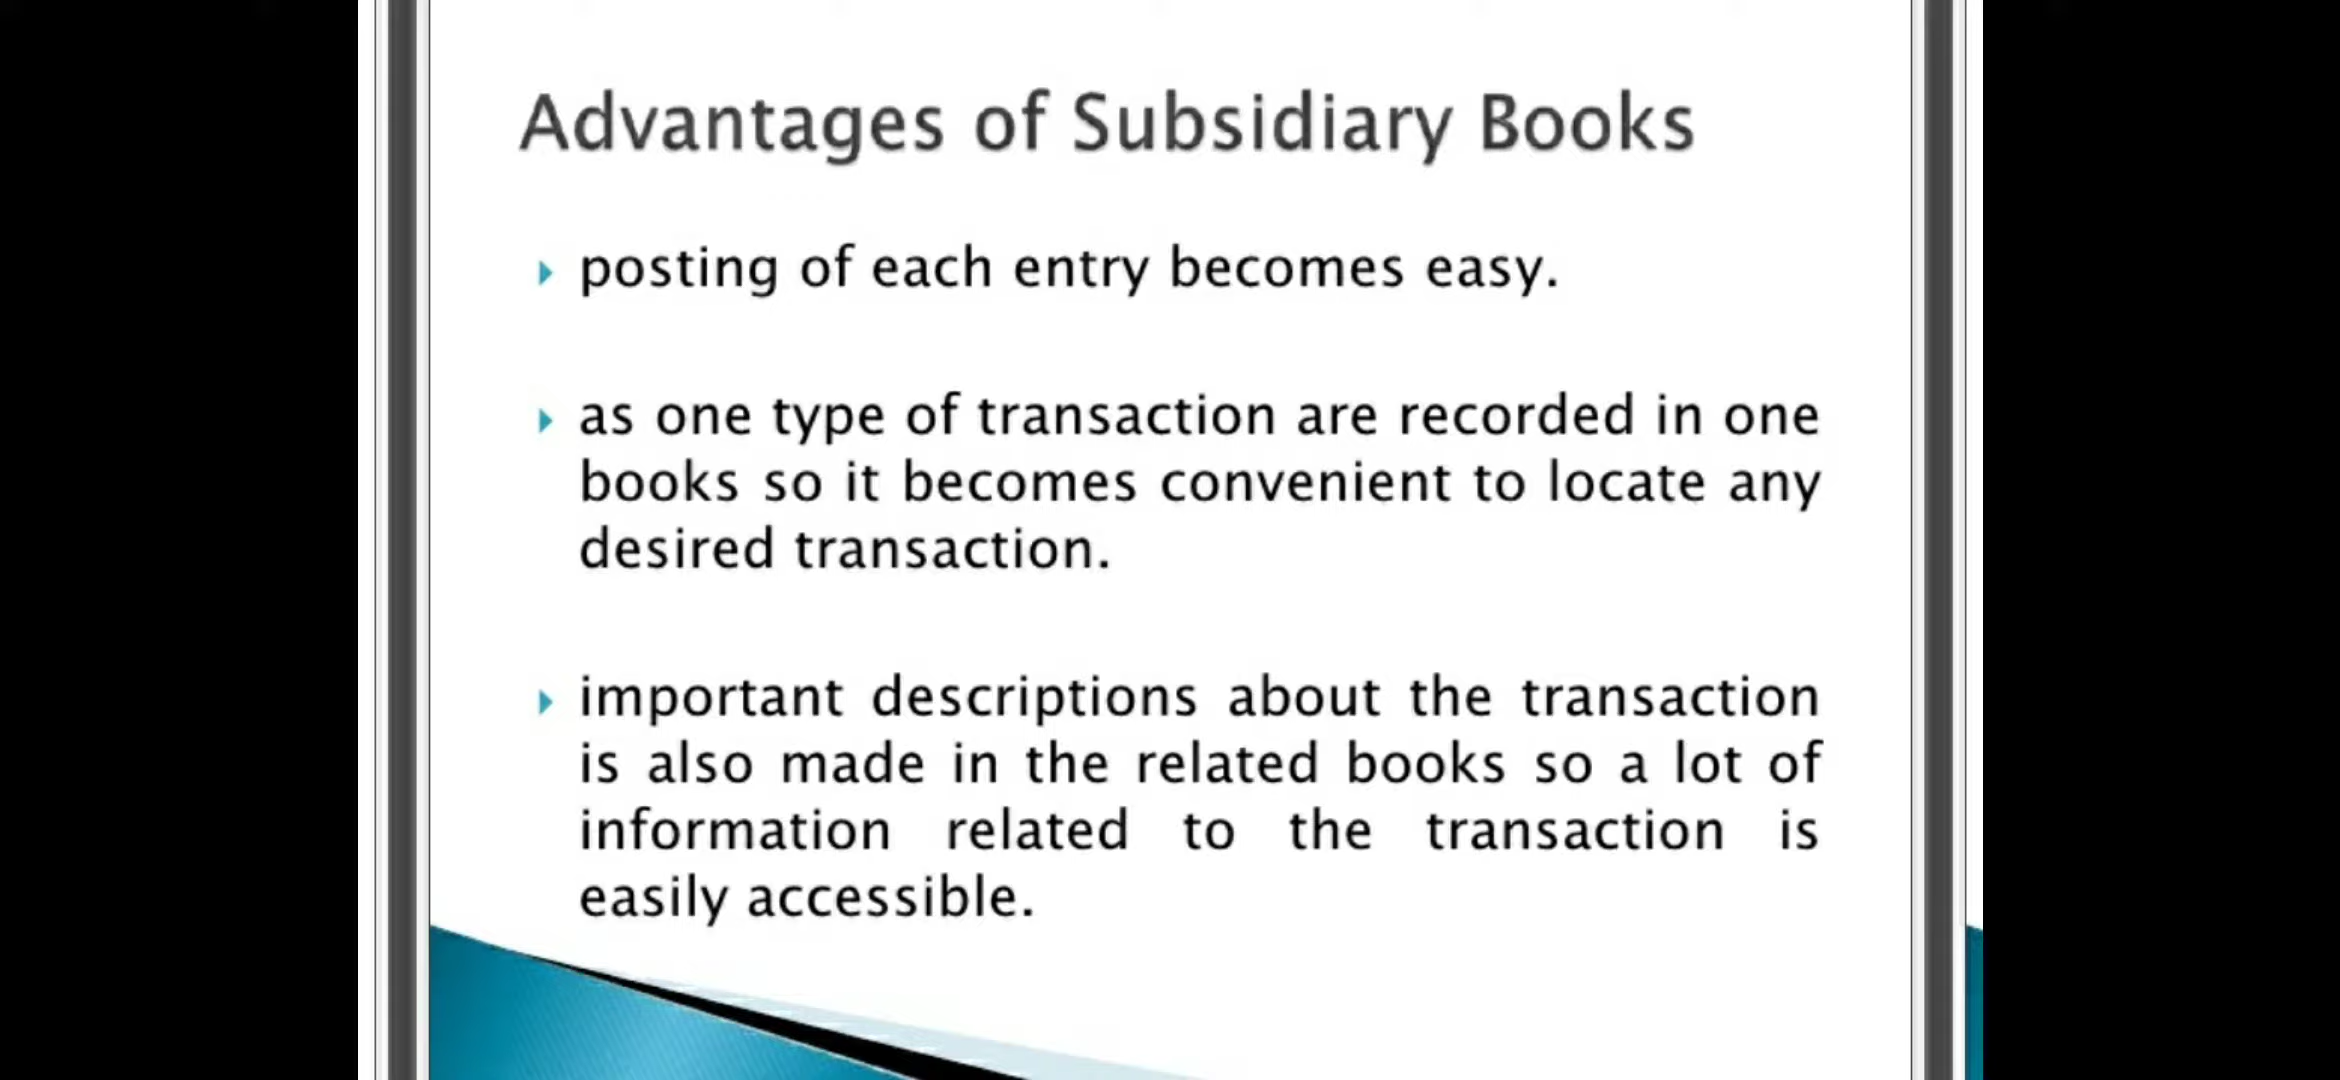 Advantages of Subsidiary Books
posting of each entry becomes easy.
as one type of transaction are recorded in one
books so it becomes convenient to locate any
desired transaction.
important descriptions about the transaction
is also made in the related books so a lot of
information related to the transaction is
easily accessible.